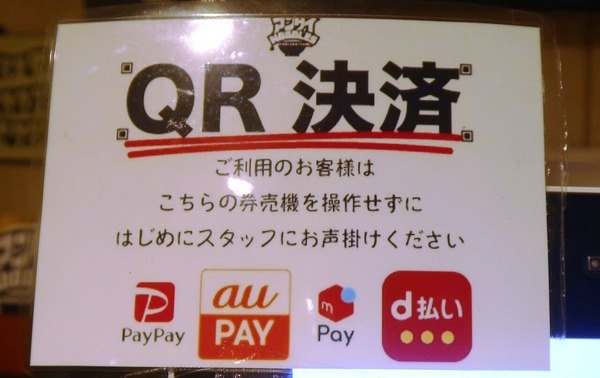 QR 決済
ご利用のお客様は
こちらの券売機を操作せずに
はじめにスタッフにお声掛けください
PayPay
au PAY
m Pay
d払い